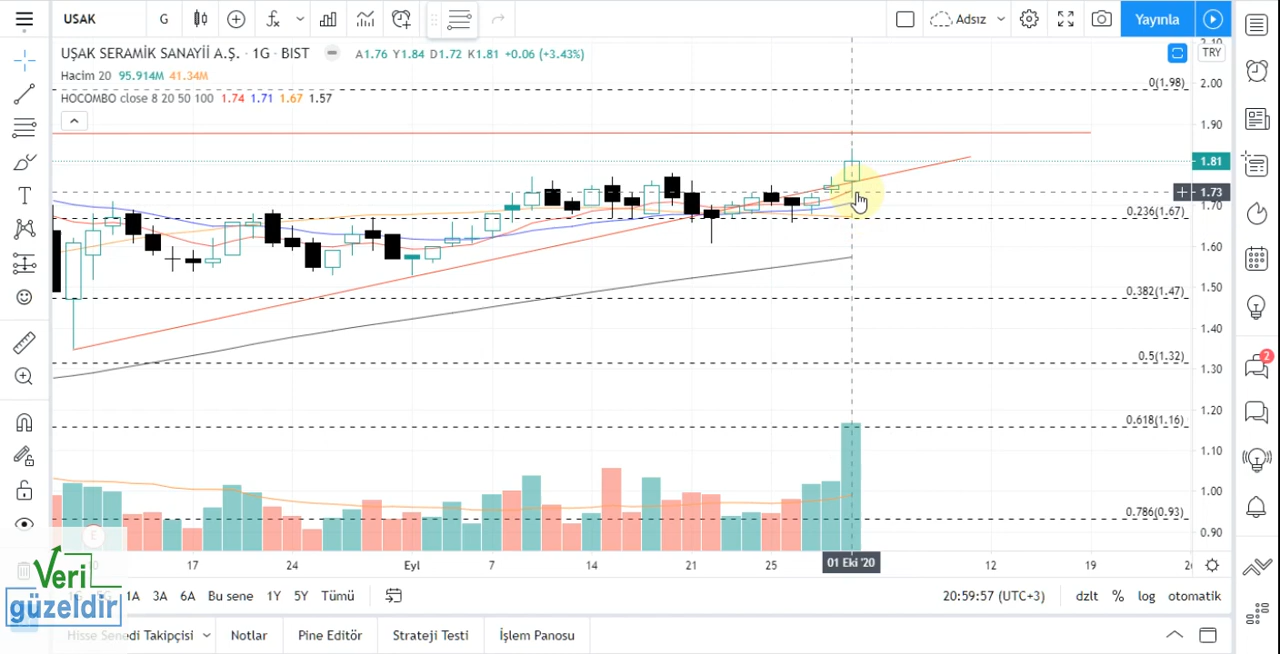 USAK G Adsız Yayınla
UŞAK SERAMİK SANAYİİ A.Ş. · 1G · BIST A1.76 Y1.84 D1.72 K1.81 +0.06 (+3.43%) TRY
Hacim 20 95.914M 41.34M
HOCOMBO close 8 20 50 100 1.74 1.71 1.67 1.57
2.10
0(1.98) 2.00
1.90
1.81
1.73
1.70
0.236(1.67)
1.60
1.50
0.382(1.47)
1.40
0.5(1.32)
1.30
2
1.20
0.618(1.16)
1.10
1.00
0.786(0.93)
0.90
E
17 24 Eyl 7 14 21 25 01 Eki '20 12 19
1A 3A 6A Bu sene 1Y 5Y Tümü 20:59:57 (UTC+3) dzlt % log otomatik
Veri
güzeldir
Hisse Senedi Takipçisi Notlar Pine Editör Strateji Testi İşlem Panosu